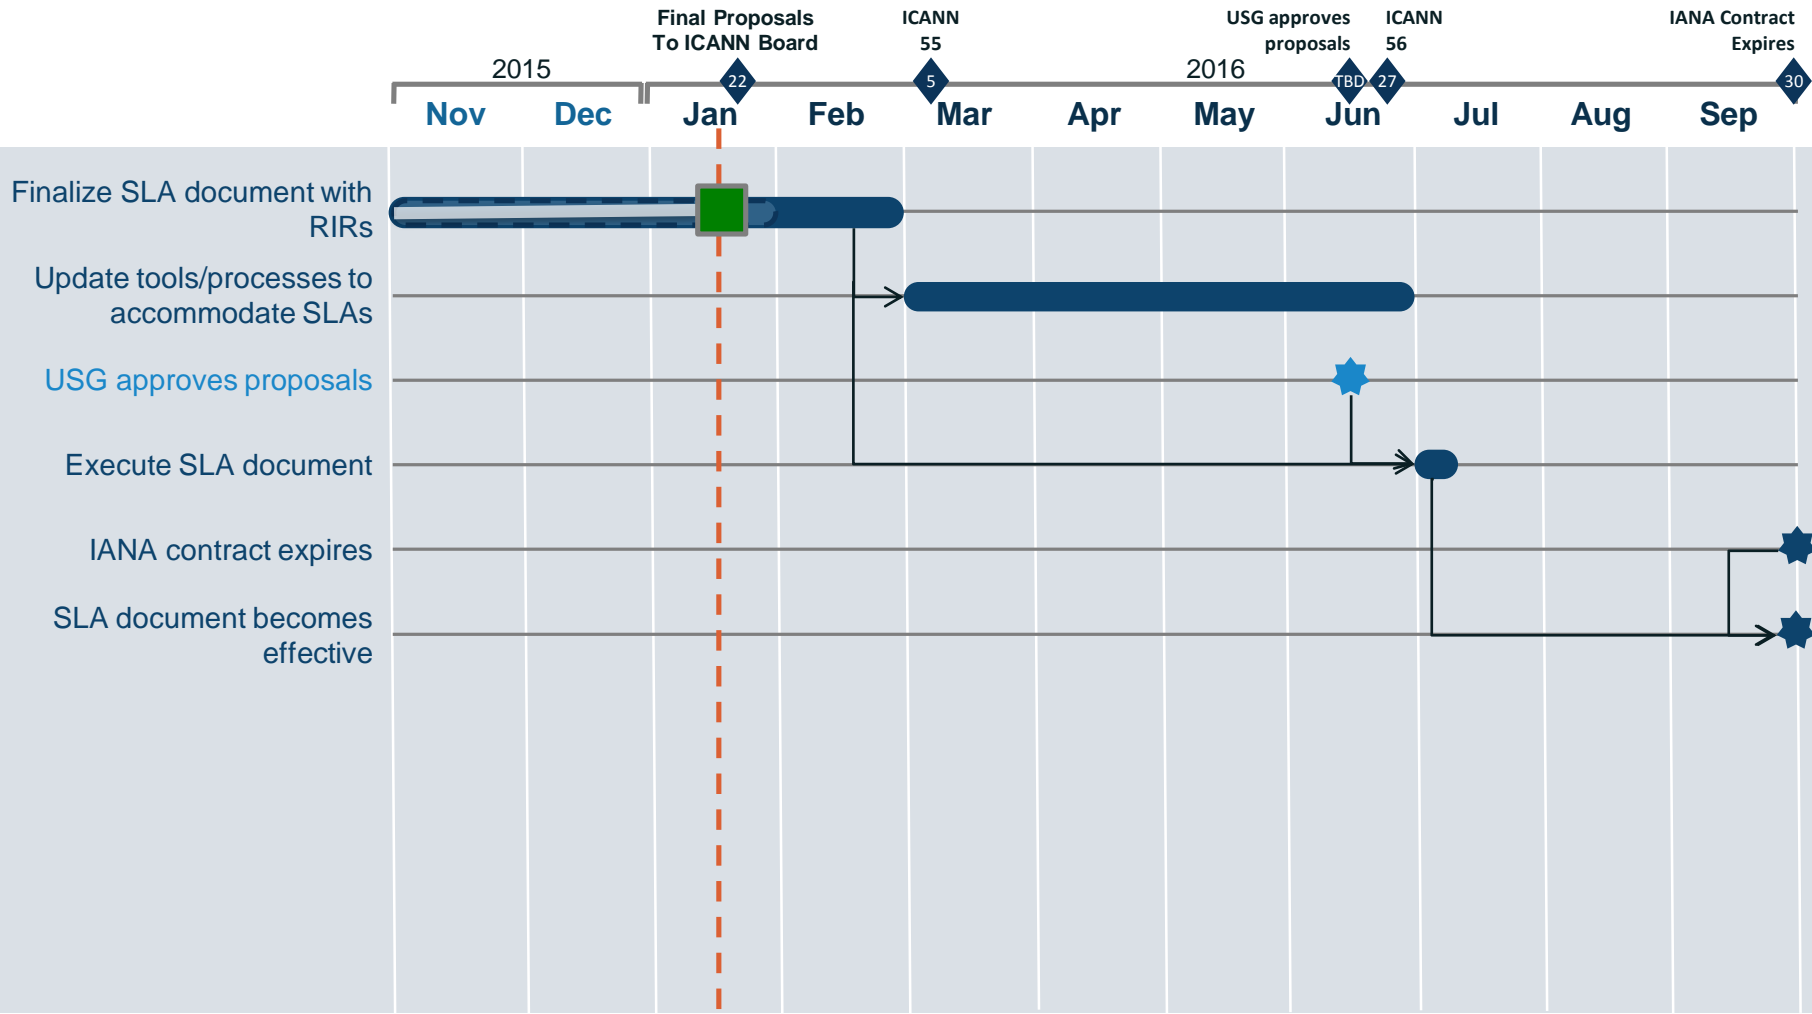 Final Proposals
To ICANN Board
ICANN
55
USG approves
proposals
ICANN
56
IANA Contract
Expires
2015
2016
22
5
TBD
27
30
Nov
Dec
Jan
Feb
Mar
Apr
May
Jun
Jul
Aug
Sep
Finalize SLA document with
RIRs
Update tools/processes to
accommodate SLAs
USG approves proposals
Execute SLA document
IANA contract expires
SLA document becomes
effective